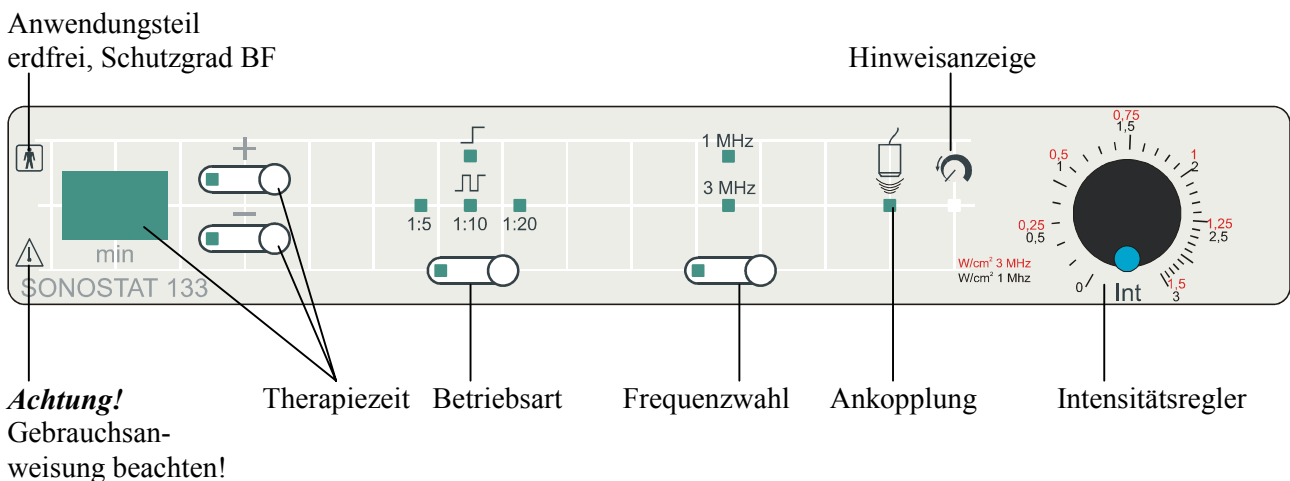 Anwendungsteil
erdfrei, Schutzgrad BF
Hinweisanzeige
+
1 MHz
3 MHz
1:5 1:10 1:20
–
min
SONOSTAT 133
0,75
1,5
0,5
1
1
2
0,25
0,5
1,25
2,5
W/cm² 3 MHz
W/cm² 1 Mhz
0
Int
1,5
3
Achtung!
Gebrauchsan-
weisung beachten!
Therapiezeit
Betriebsart
Frequenzwahl
Ankopplung
Intensitätsregler